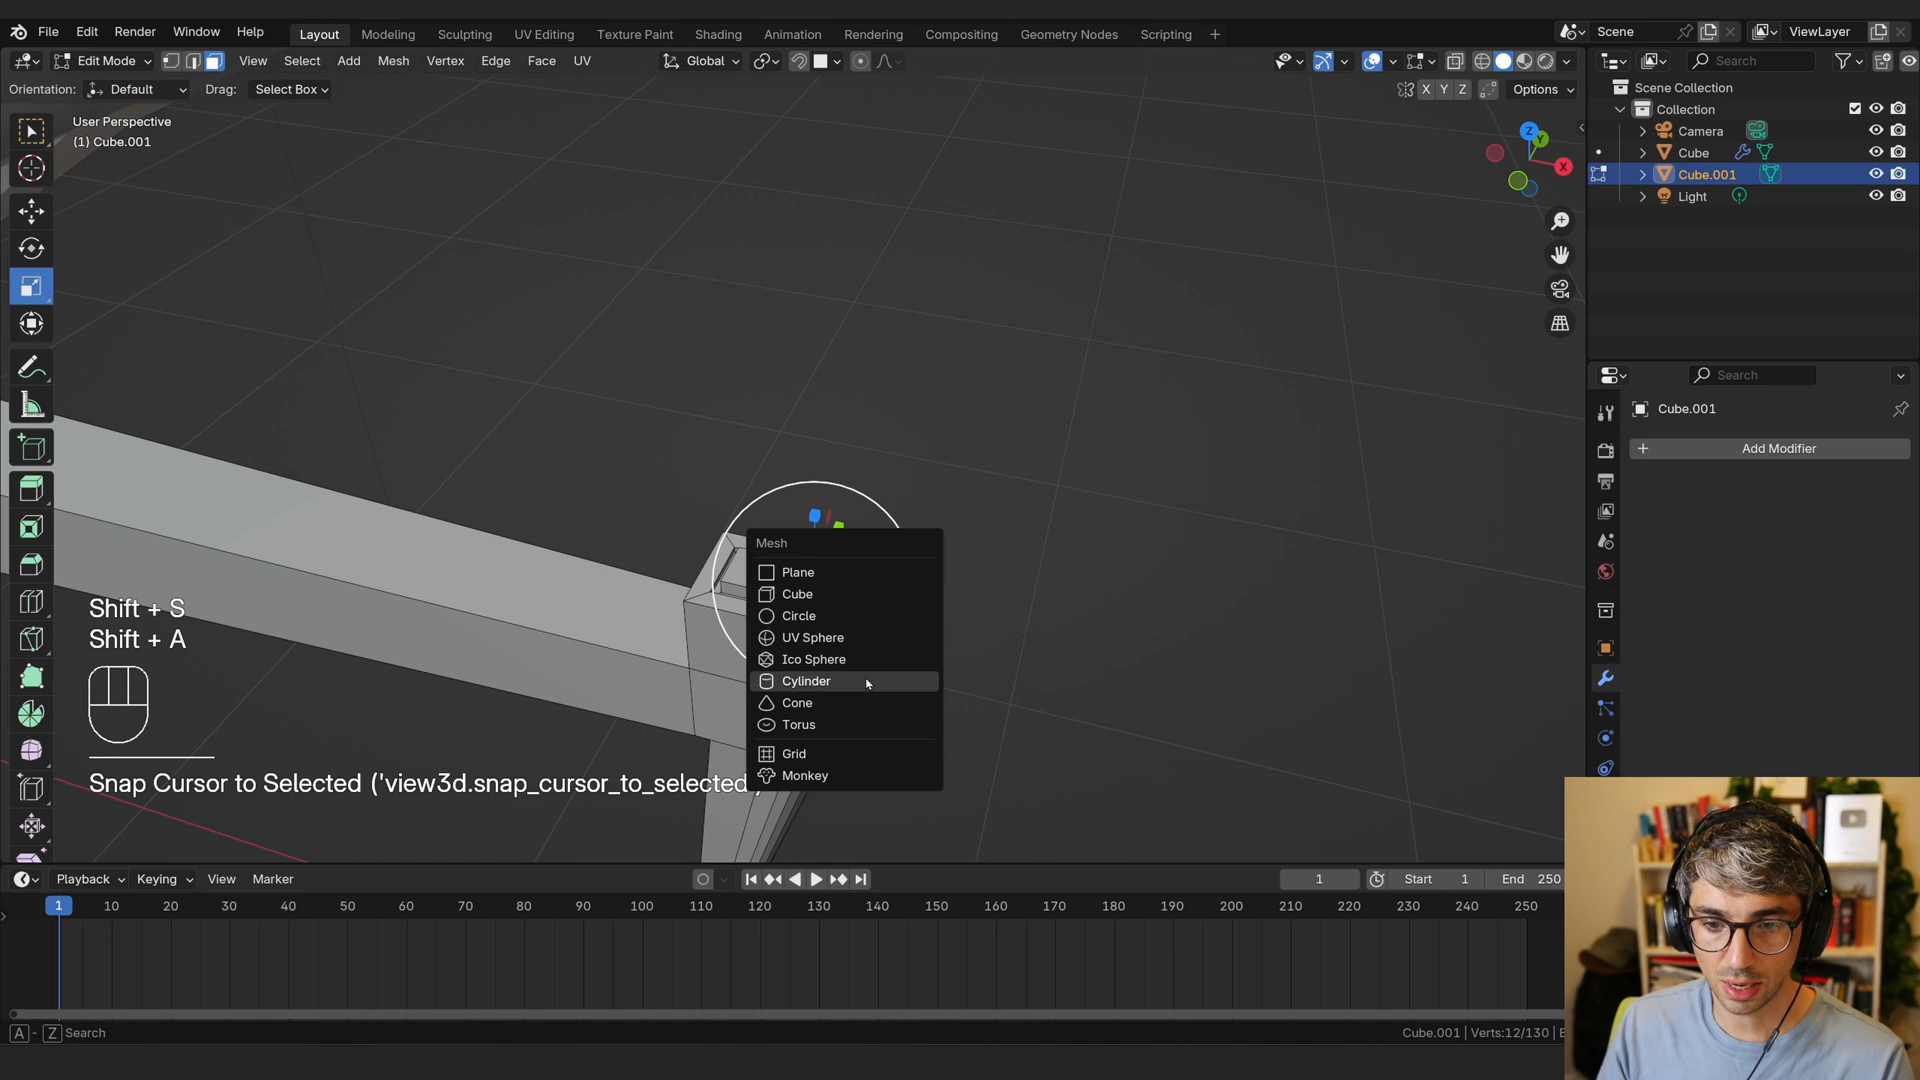 File Edit Render Window Help Layout Modeling Sculpting UV Editing Texture Paint Shading Animation Rendering Compositing Geometry Nodes Scripting + Scene ViewLayer
Edit Mode View Select Add Mesh Vertex Edge Face UV Global Search
Orientation: Default Drag: Select Box X Y Z Options
Scene Collection
Collection
Camera
Cube
Cube.001
Light
User Perspective
(1) Cube.001
Z
Y
X
Search
Cube.001
+ Add Modifier
Mesh
Plane
Cube
Circle
UV Sphere
Ico Sphere
Cylinder
Cone
Torus
Grid
Monkey
Shift + S
Shift + A
Snap Cursor to Selected ('view3d.snap_cursor_to_selected
Playback Keying View Marker 1 Start 1 End 250
1 10 20 30 40 50 60 70 80 90 100 110 120 130 140 150 160 170 180 190 200 210 220 230 240 250
A - Z Search Cube.001 | Verts:12/130 | E